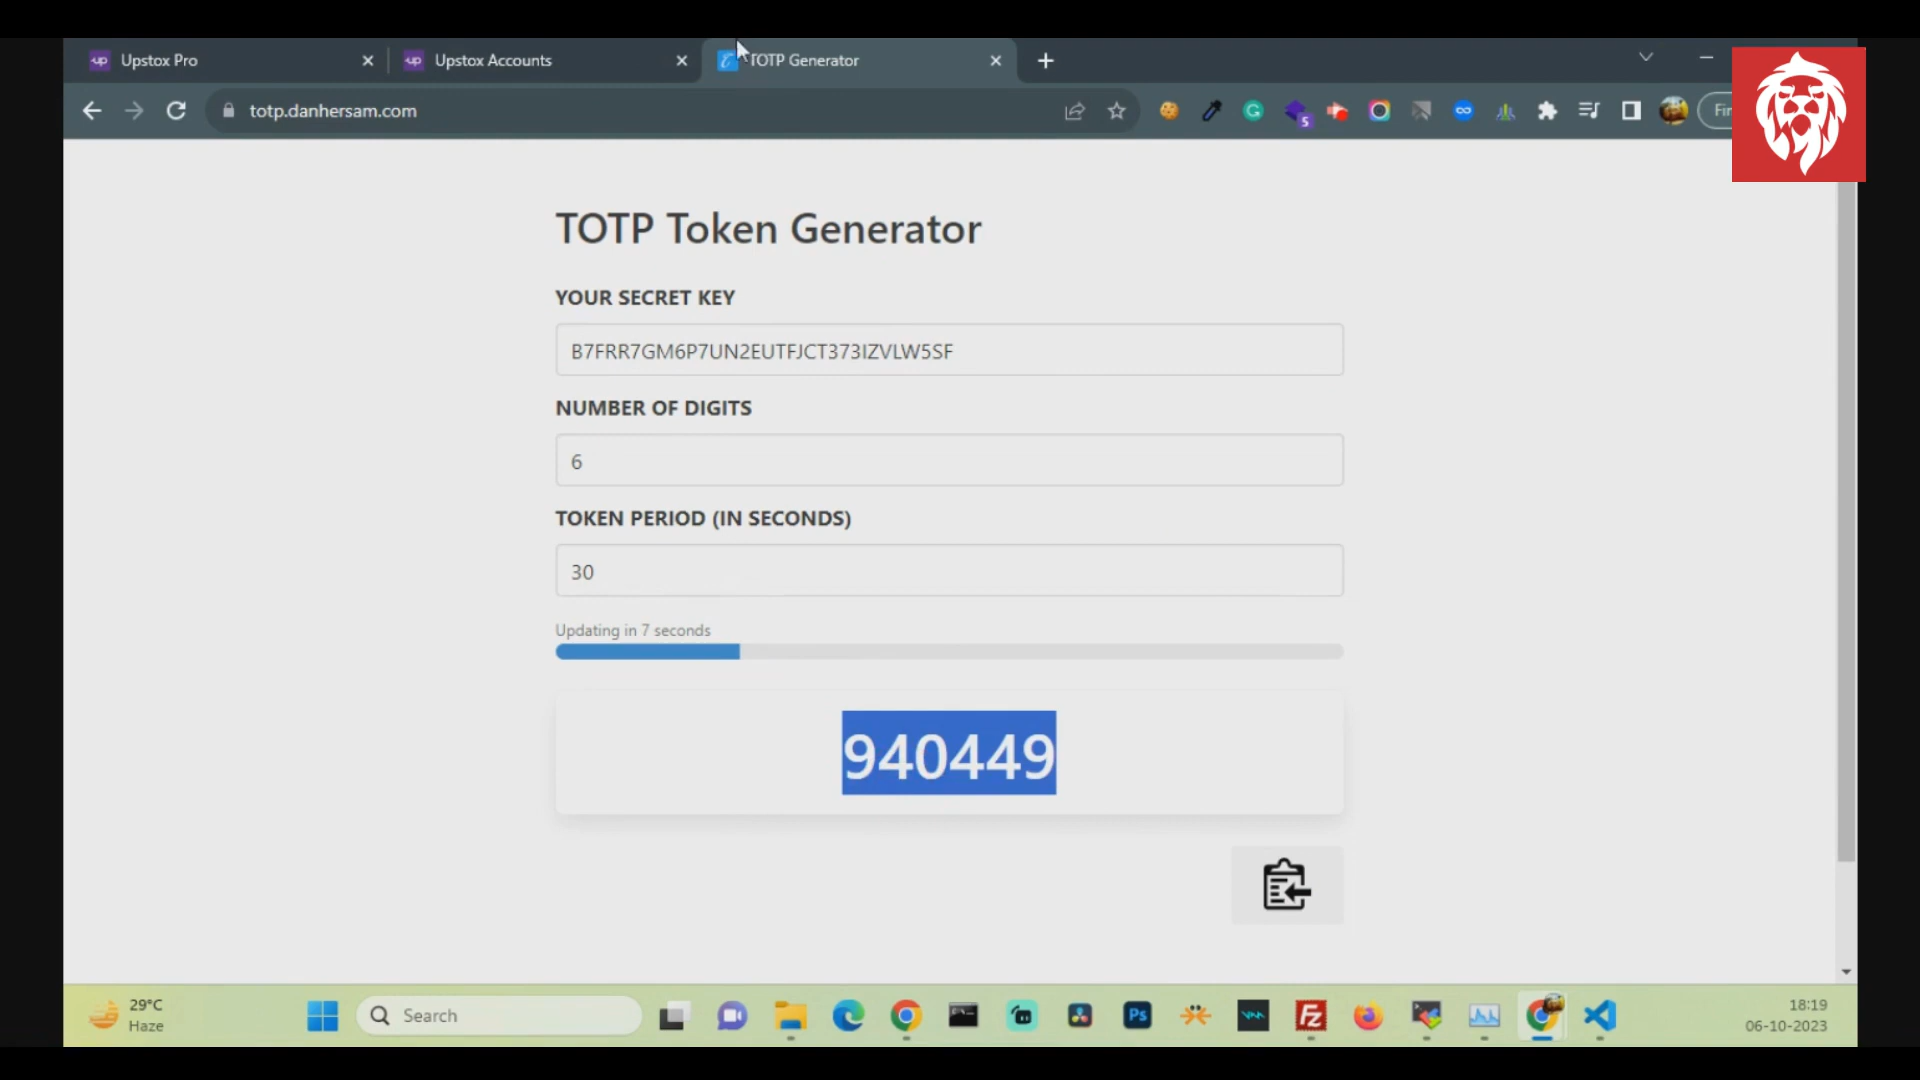 Upstox Pro
Upstox Accounts
TOTP Generator
totp.danhersam.com
5
TOTP Token Generator
YOUR SECRET KEY
B7FRR7GM6P7UN2EUTFJCT373IZVLW5SF
NUMBER OF DIGITS
6
TOKEN PERIOD (IN SECONDS)
30
Updating in 7 seconds
940449
29°C
Haze
Search
Ps
18:19
06-10-2023